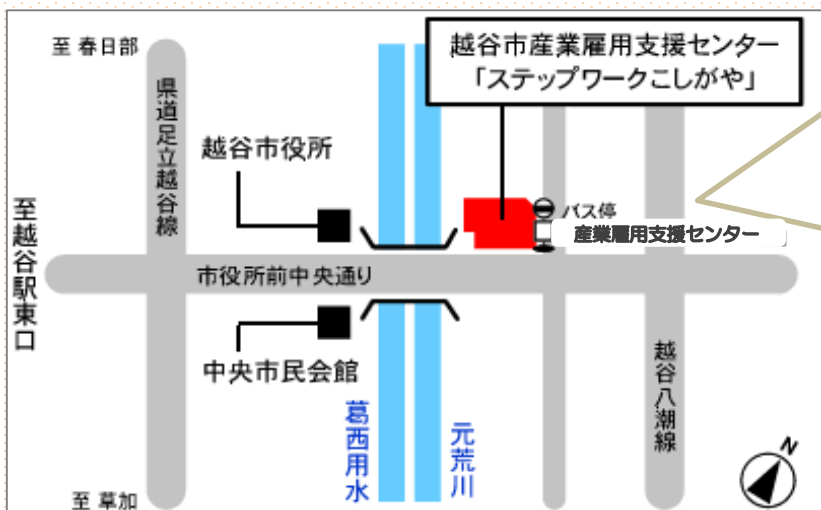 至 春日部
越谷市産業雇用支援センター
「ステップワークこしがや」
県道足立越谷線
越谷市役所
至越谷駅東口
バス停
産業雇用支援センター
市役所前中央通り
中央市民会館
越谷八潮線
葛西用水
元荒川
N
至 草加